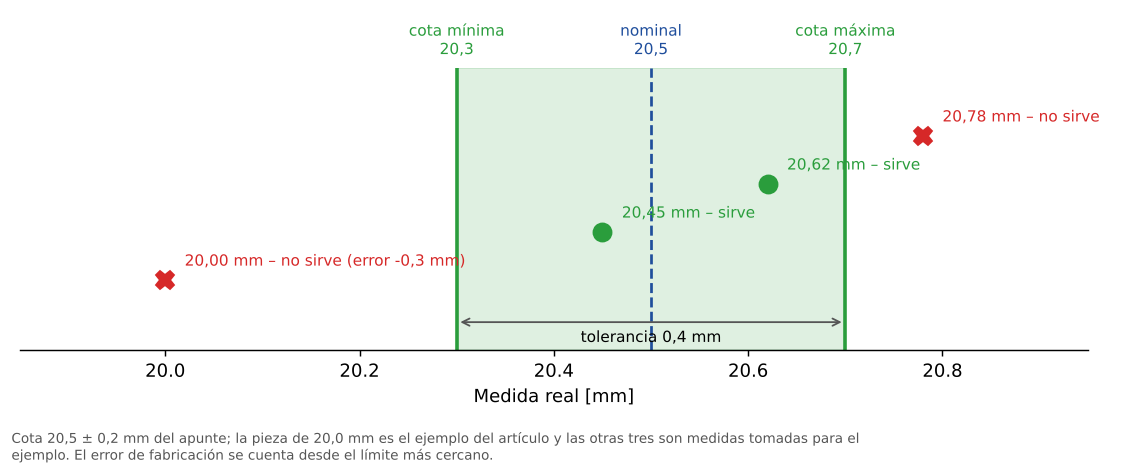 cota mínima
20,3
nominal
20,5
cota máxima
20,7
20,78 mm – no sirve
20,62 mm – sirve
20,45 mm – sirve
20,00 mm – no sirve (error -0,3 mm)
tolerancia 0,4 mm
20.0 20.2 20.4 20.6 20.8
Medida real [mm]
Cota 20,5 ± 0,2 mm del apunte; la pieza de 20,0 mm es el ejemplo del artículo y las otras tres son medidas tomadas para el
ejemplo. El error de fabricación se cuenta desde el límite más cercano.